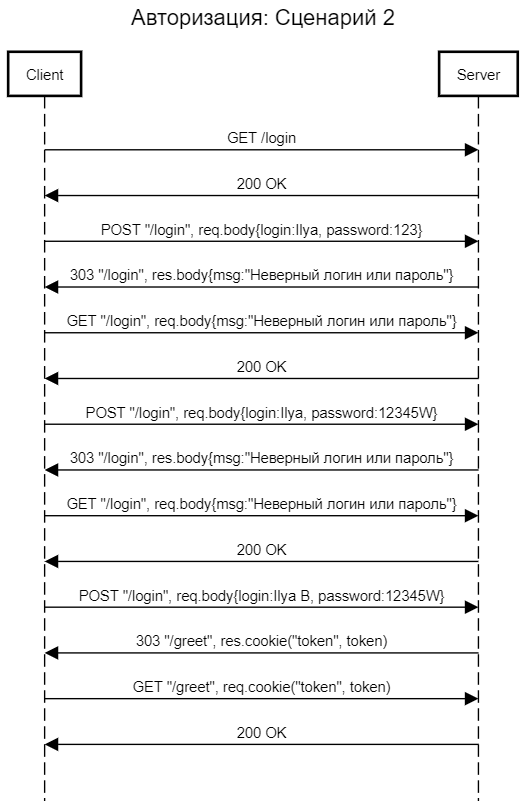 Авторизация: Сценарий 2
Client
Server
GET /login
200 OK
POST "/login", req.body{login:Ilya, password:123}
303 "/login", res.body{msg:"Неверный логин или пароль"}
GET "/login", req.body{msg:"Неверный логин или пароль"}
200 OK
POST "/login", req.body{login:Ilya, password:12345W}
303 "/login", res.body{msg:"Неверный логин или пароль"}
GET "/login", req.body{msg:"Неверный логин или пароль"}
200 OK
POST "/login", req.body{login:Ilya B, password:12345W}
303 "/greet", res.cookie("token", token)
GET "/greet", req.cookie("token", token)
200 OK